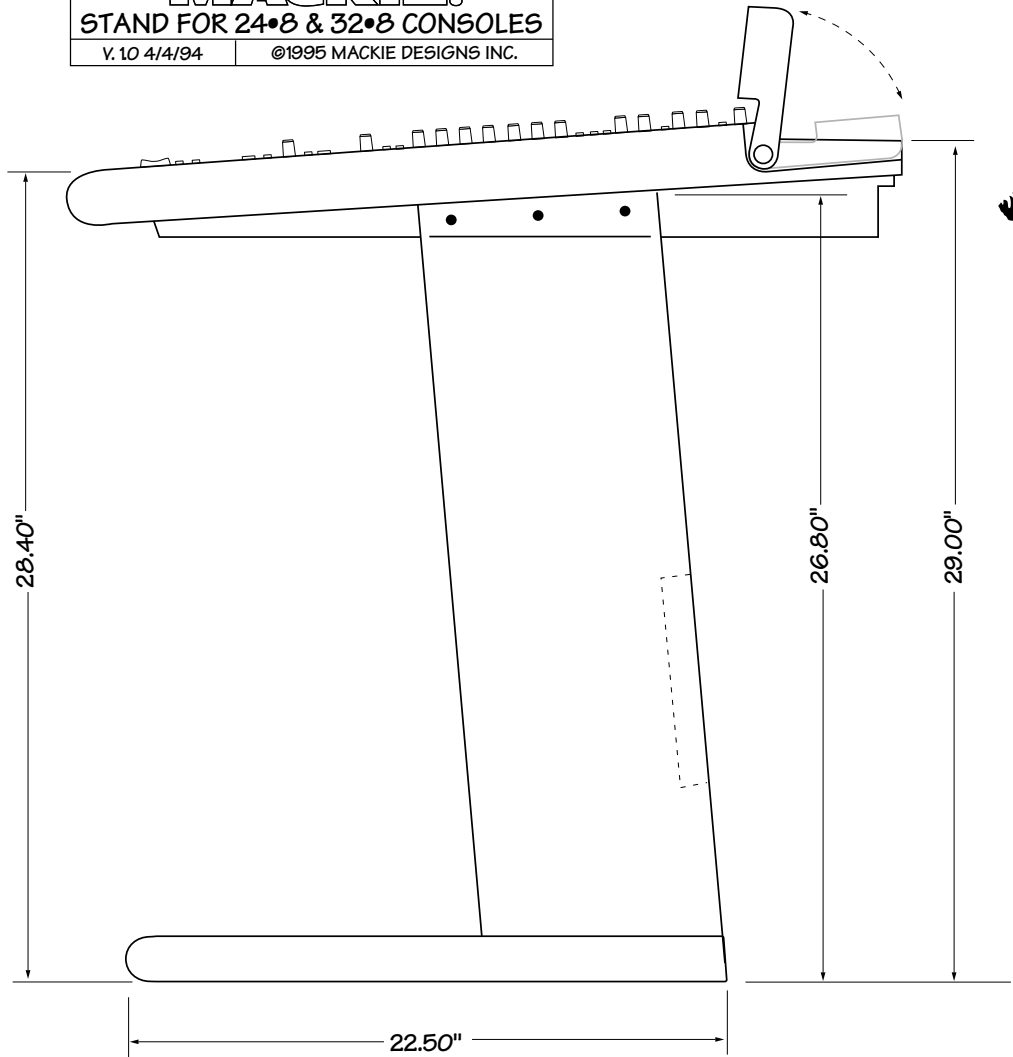 MACKIE.
STAND FOR 24•8 & 32•8 CONSOLES
V. 1.0 4/4/94 ©1995 MACKIE DESIGNS INC.
28.40"
26.80"
29.00"
22.50"